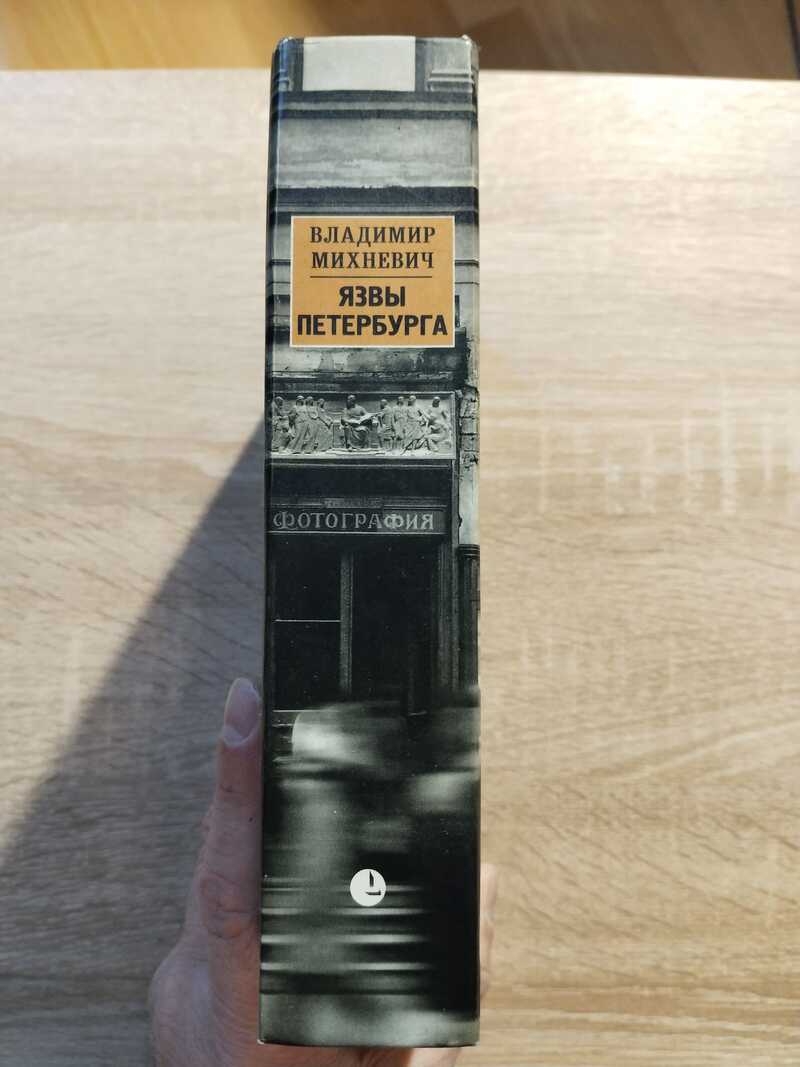 ВЛАДИМИР
МИХНЕВИЧ
ЯЗВЫ
ПЕТЕРБУРГА
ФОТОГРАФИЯ